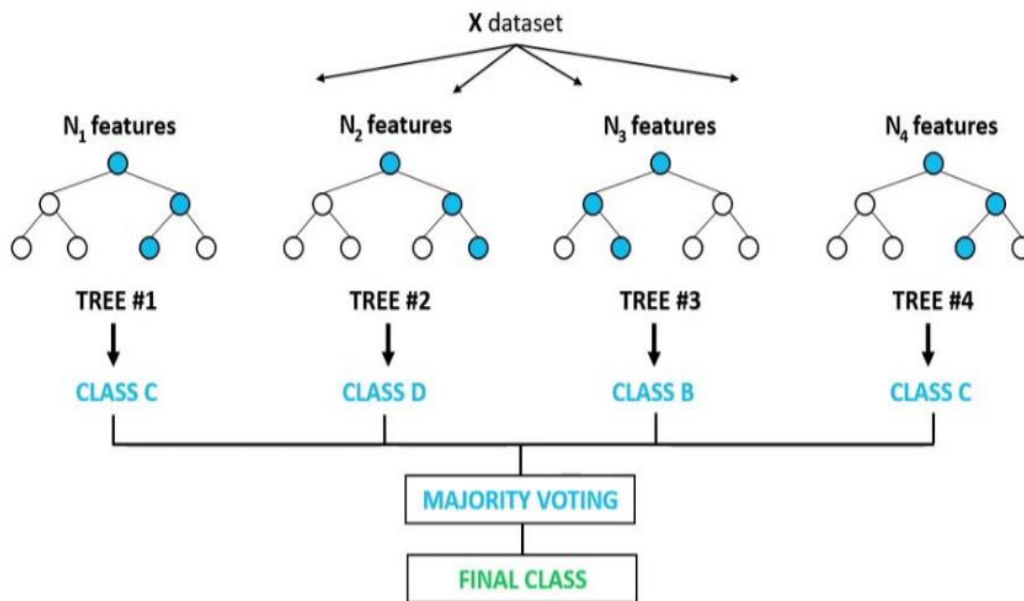 X dataset
N₁ features
N₂ features
N₃ features
N₄ features
TREE #1
TREE #2
TREE #3
TREE #4
CLASS C
CLASS D
CLASS B
CLASS C
MAJORITY VOTING
FINAL CLASS